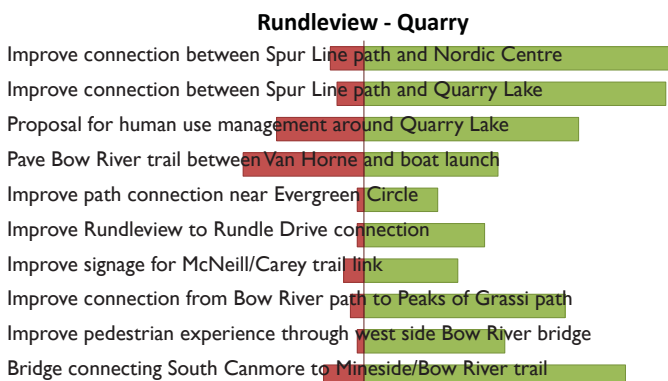 Rundleview - Quarry
Improve connection between Spur Line path and Nordic Centre
Improve connection between Spur Line path and Quarry Lake
Proposal for human use management around Quarry Lake
Pave Bow River trail between Van Horne and boat launch
Improve path connection near Evergreen Circle
Improve Rundleview to Rundle Drive connection
Improve signage for McNeill/Carey trail link
Improve connection from Bow River path to Peaks of Grassi path
Improve pedestrian experience through west side Bow River bridge
Bridge connecting South Canmore to Mineside/Bow River trail